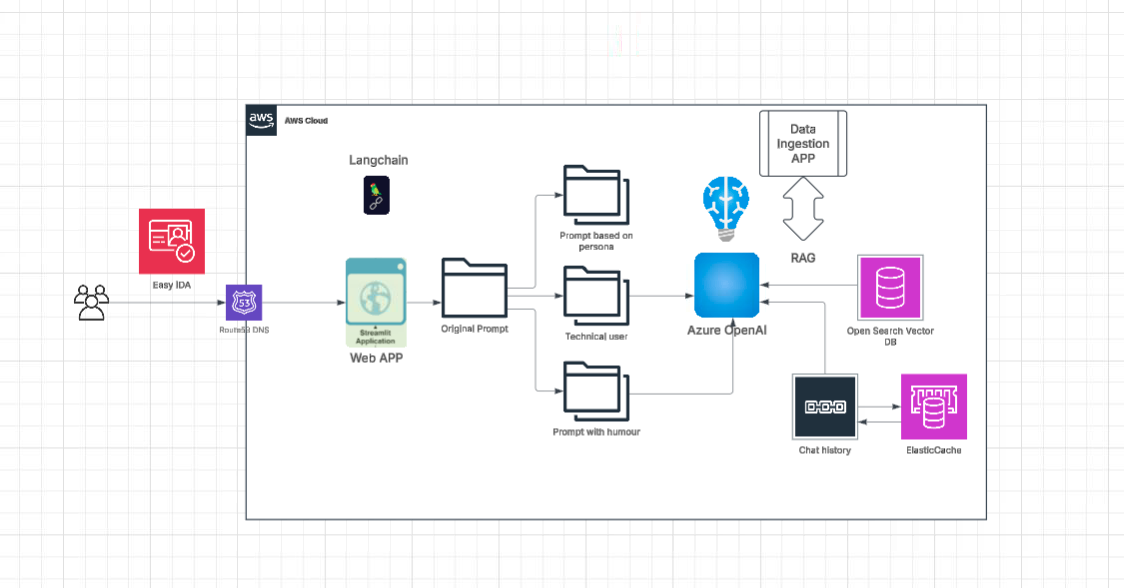 aws
AWS Cloud
Data
Ingestion
APP
Langchain
Prompt based on
persona
RAG
Easy IDA
53
Route53 DNS
Streamlit
Application
Web APP
Original Prompt
Technical user
Azure OpenAI
Open Search Vector
DB
Prompt with humour
Chat history
ElasticCache